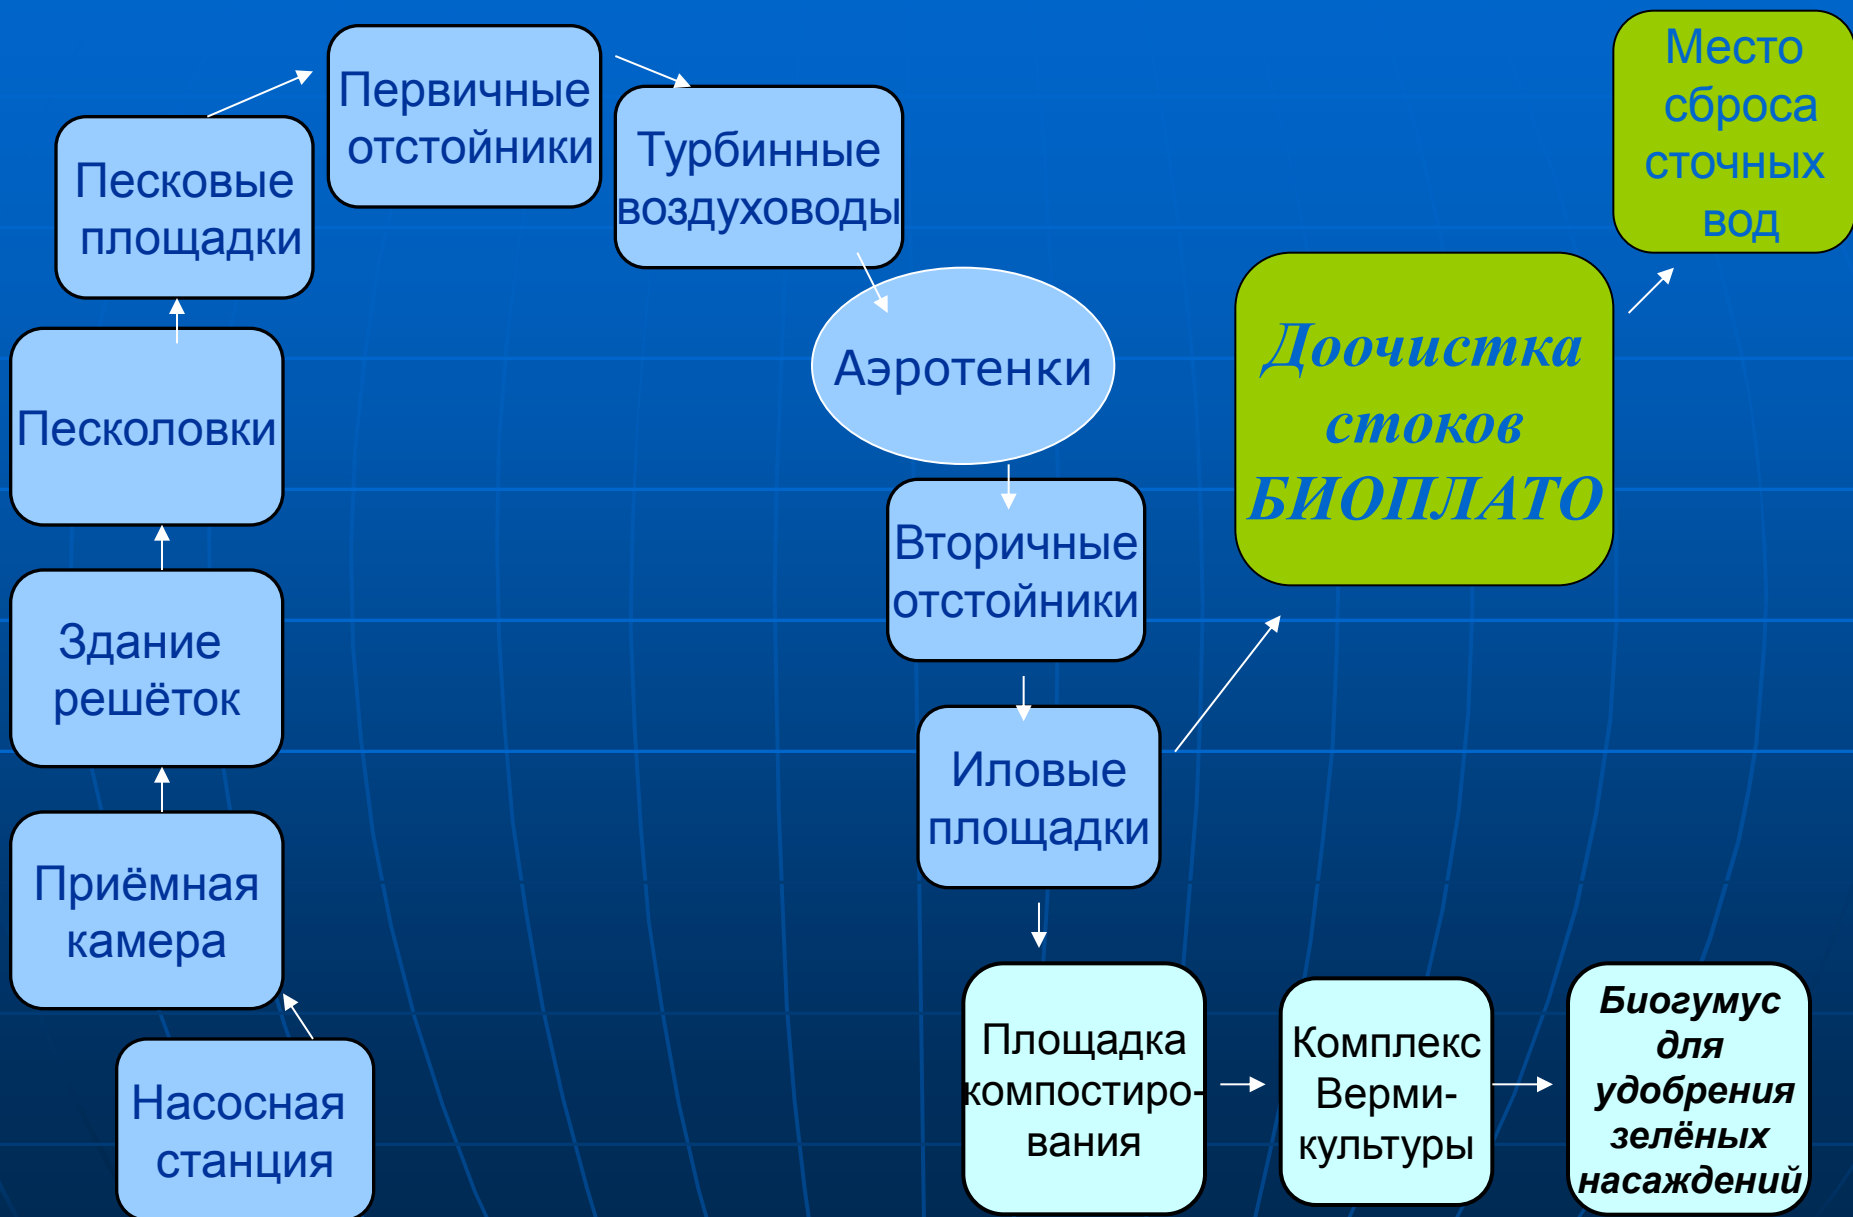 Первичные
отстойники
Место
сброса
сточных
вод
Турбинные
воздуховоды
Песковые
площадки
Аэротенки
Доочистка
стоков
БИОПЛАТО
Песколовки
Вторичные
отстойники
Здание
решёток
Иловые
площадки
Приёмная
камера
Насосная
станция
Площадка
компостиро-
вания
Комплекс
Верми-
культуры
Биогумус
для
удобрения
зелёных
насаждений